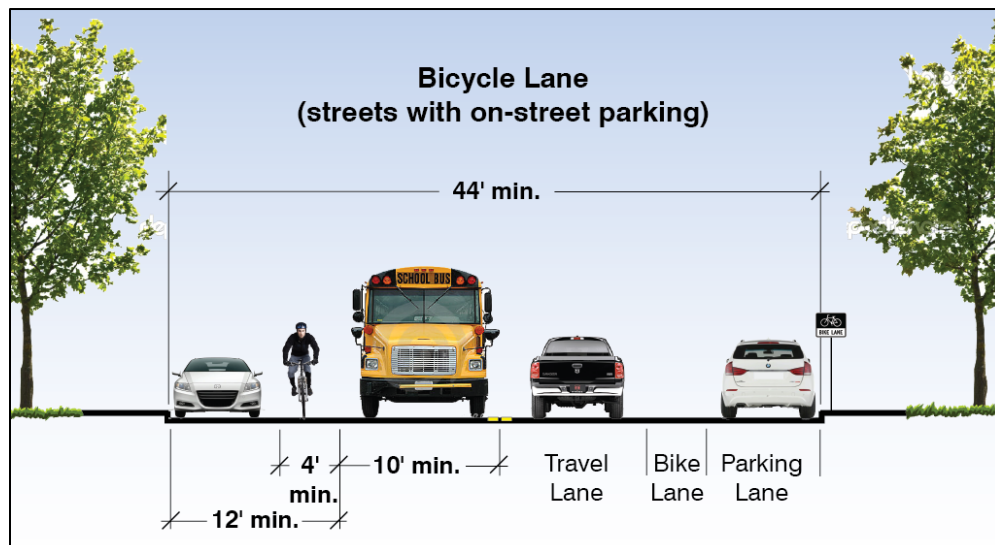 Bicycle Lane
(streets with on-street parking)
44' min.
SCHOOL BUS
BIKE LANE
4'
min.
10' min.
12' min.
Travel
Lane
Bike
Lane
Parking
Lane